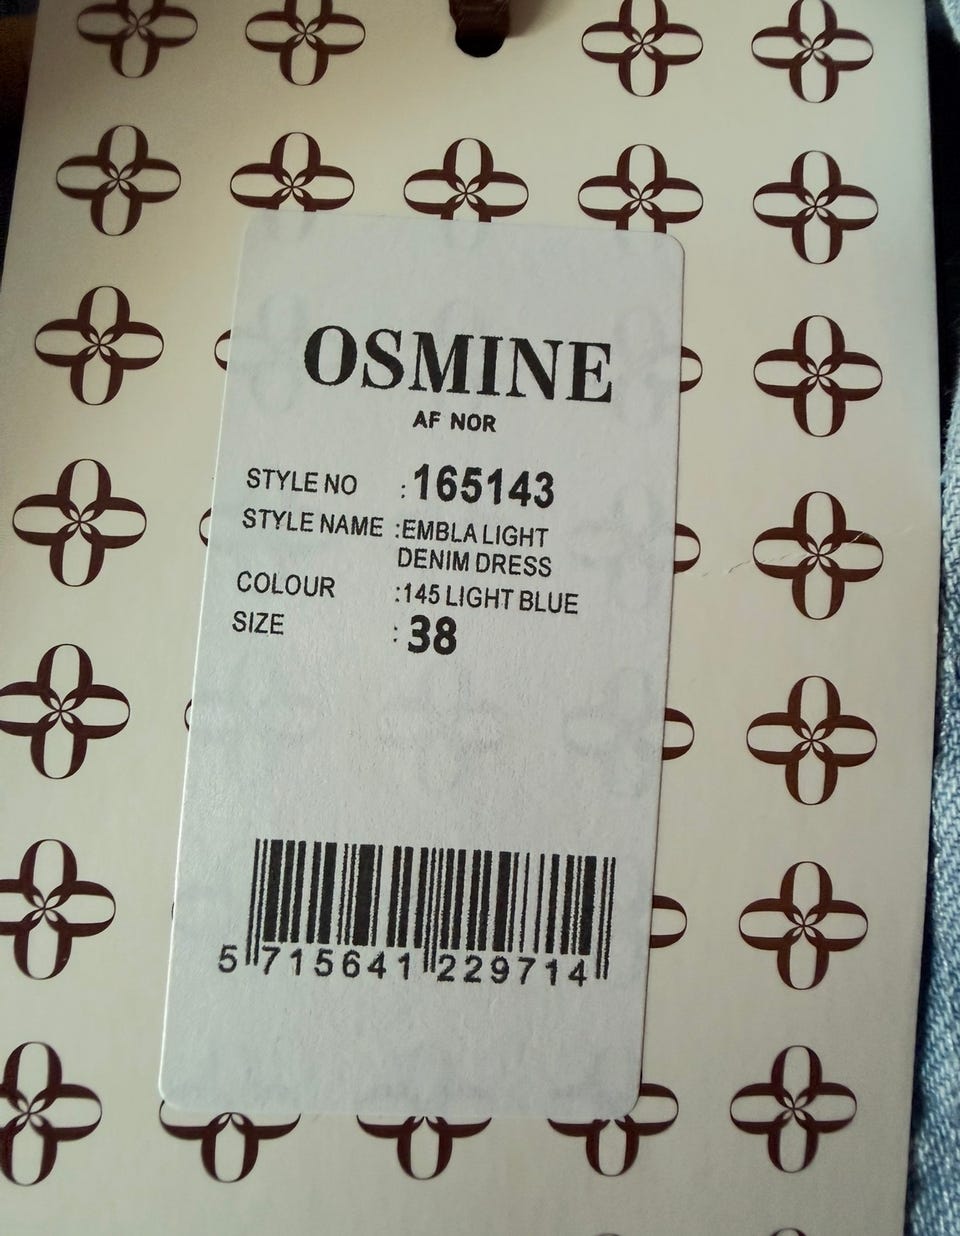 OSMINE
AF NOR
STYLE NO : 165143
STYLE NAME : EMBLA LIGHT
DENIM DRESS
COLOUR : 145 LIGHT BLUE
SIZE : 38
5 715641 229714